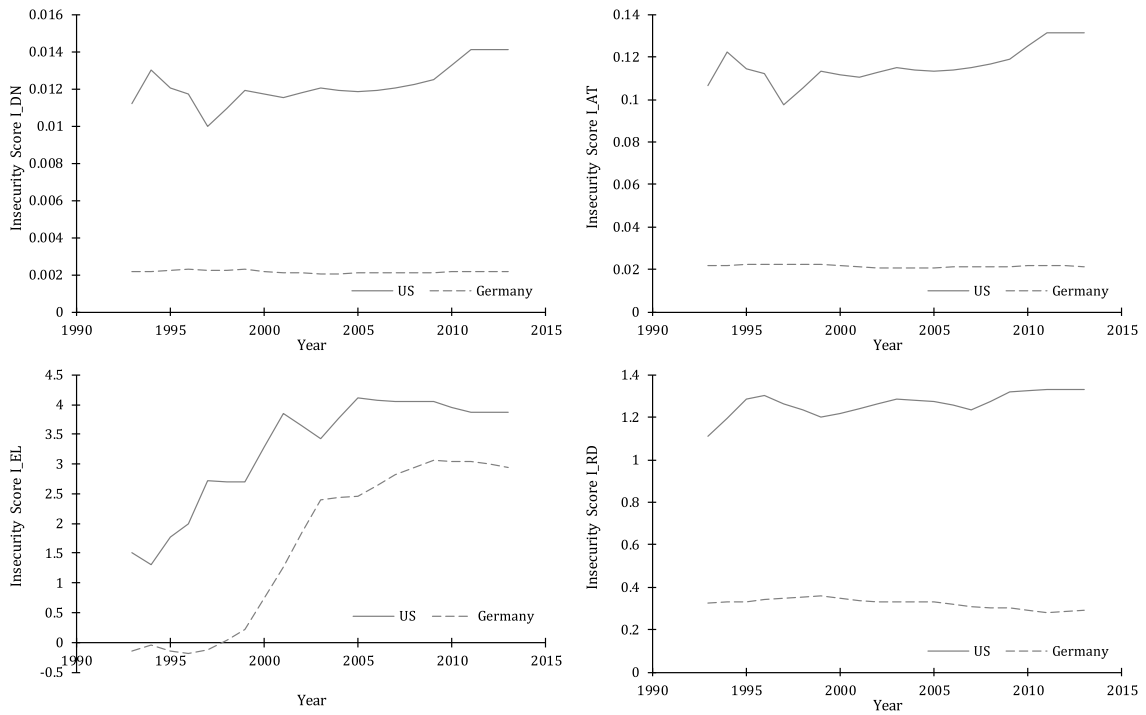 0.016
0.014
0.012
0.01
0.008
0.006
0.004
0.002
0
Insecurity Score I_DN
1990 1995 2000 2005 2010 2015
Year
US Germany
0.14
0.12
0.1
0.08
0.06
0.04
0.02
0
Insecurity Score I_AT
1990 1995 2000 2005 2010 2015
Year
US Germany
4.5
4
3.5
3
2.5
2
1.5
1
0.5
0
-0.5
Insecurity Score I_EL
1990 1995 2000 2005 2010 2015
Year
US Germany
1.4
1.2
1
0.8
0.6
0.4
0.2
0
Insecurity Score I_RD
1990 1995 2000 2005 2010 2015
Year
US Germany